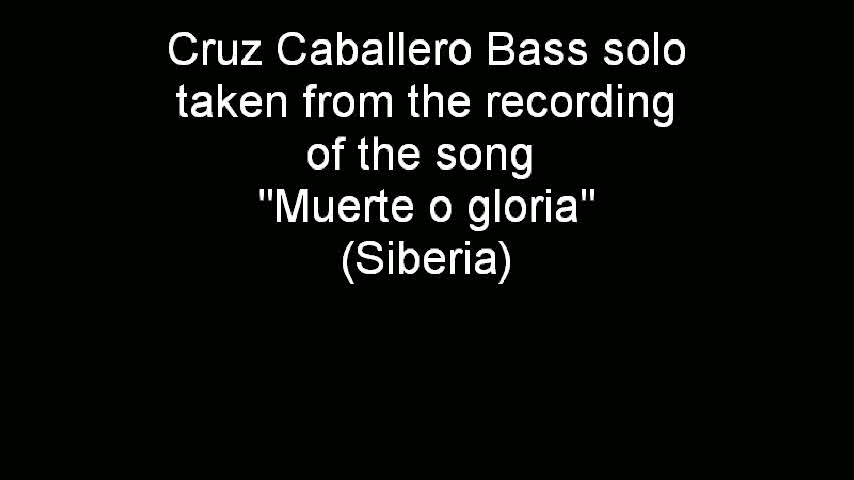 Cruz Caballero Bass solo
taken from the recording
of the song
"Muerte o gloria"
(Siberia)